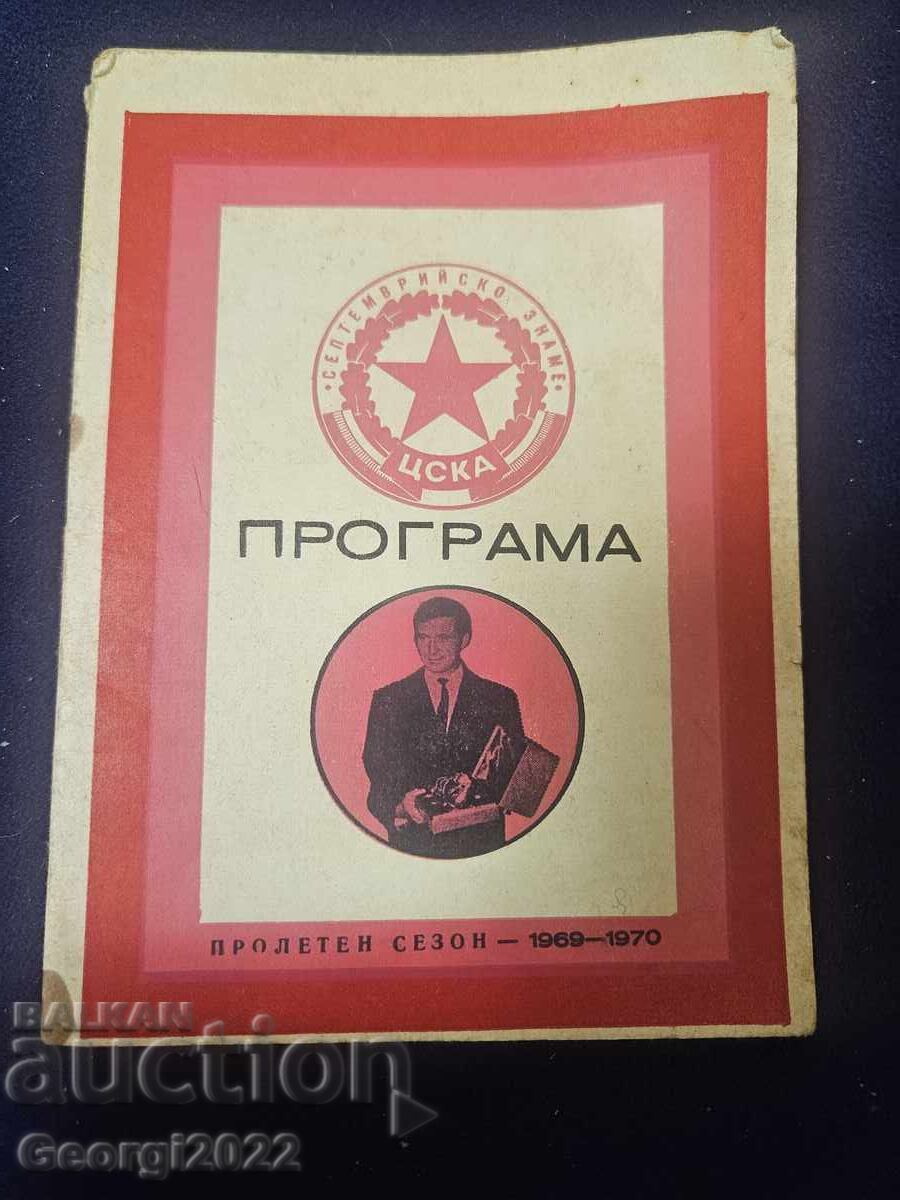 •СЕПТЕМВРИЙСКО ЗНАМЕ•
ЦСКА
ПРОГРАМА
ПРОЛЕТЕН СЕЗОН — 1969—1970
BALKAN
auction
Georgi2022